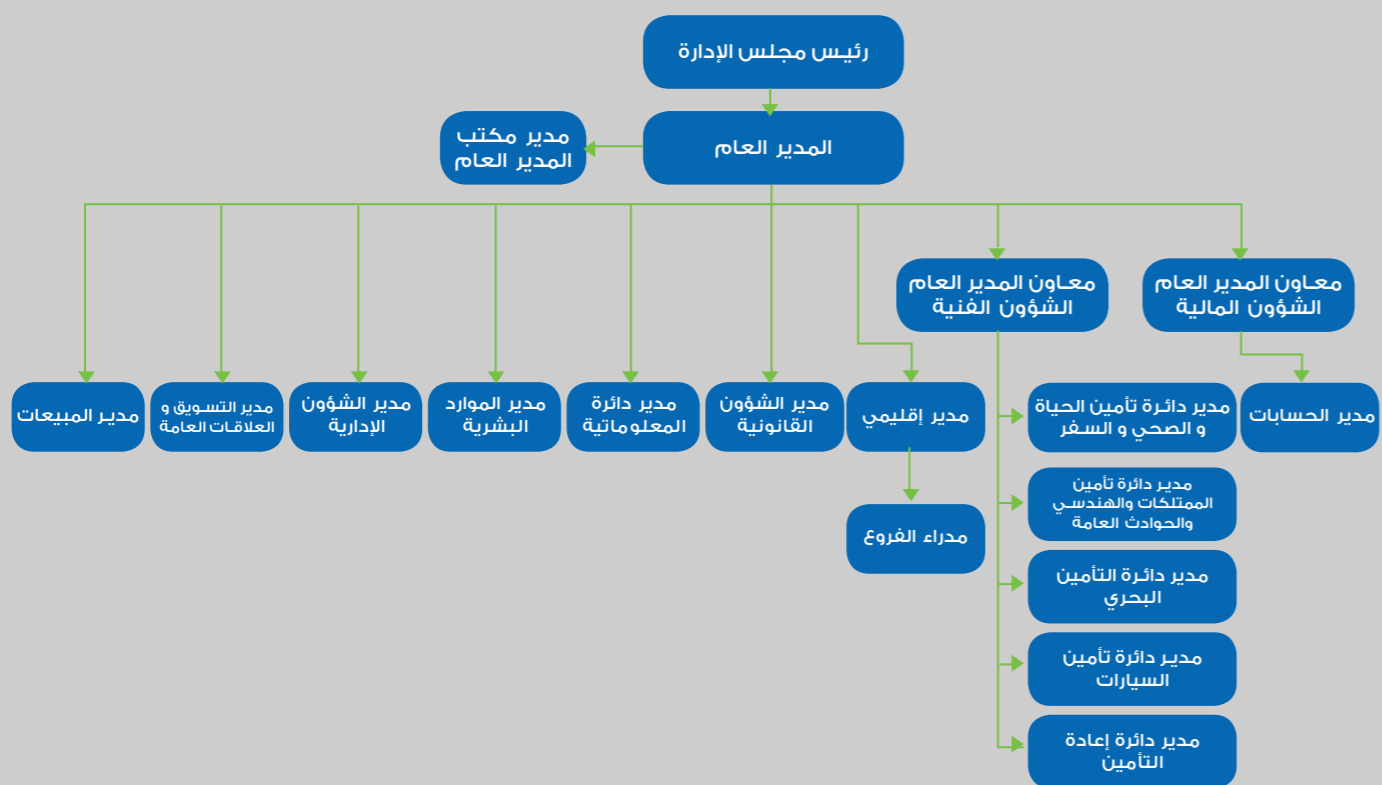 رئيس مجلس الإدارة
المدير العام
مدير مكتب
المدير العام
معاون المدير العام
الشؤون المالية
معاون المدير العام
الشؤون الفنية
مدير الحسابات
مدير دائرة تأمين الحياة
و الصحي و السفر
مدير إقليمي
مدير الشؤون
القانونية
مدير دائرة
المعلوماتية
مدير الموارد
البشرية
مدير الشؤون
الإدارية
مدير التسويق و
العلاقات العامة
مدير المبيعات
مدير دائرة تأمين
الممتلكات والهندسي
والحوادث العامة
مدراء الفروع
مدير دائرة التأمين
البحري
مدير دائرة تأمين
السيارات
مدير دائرة إعادة
التأمين